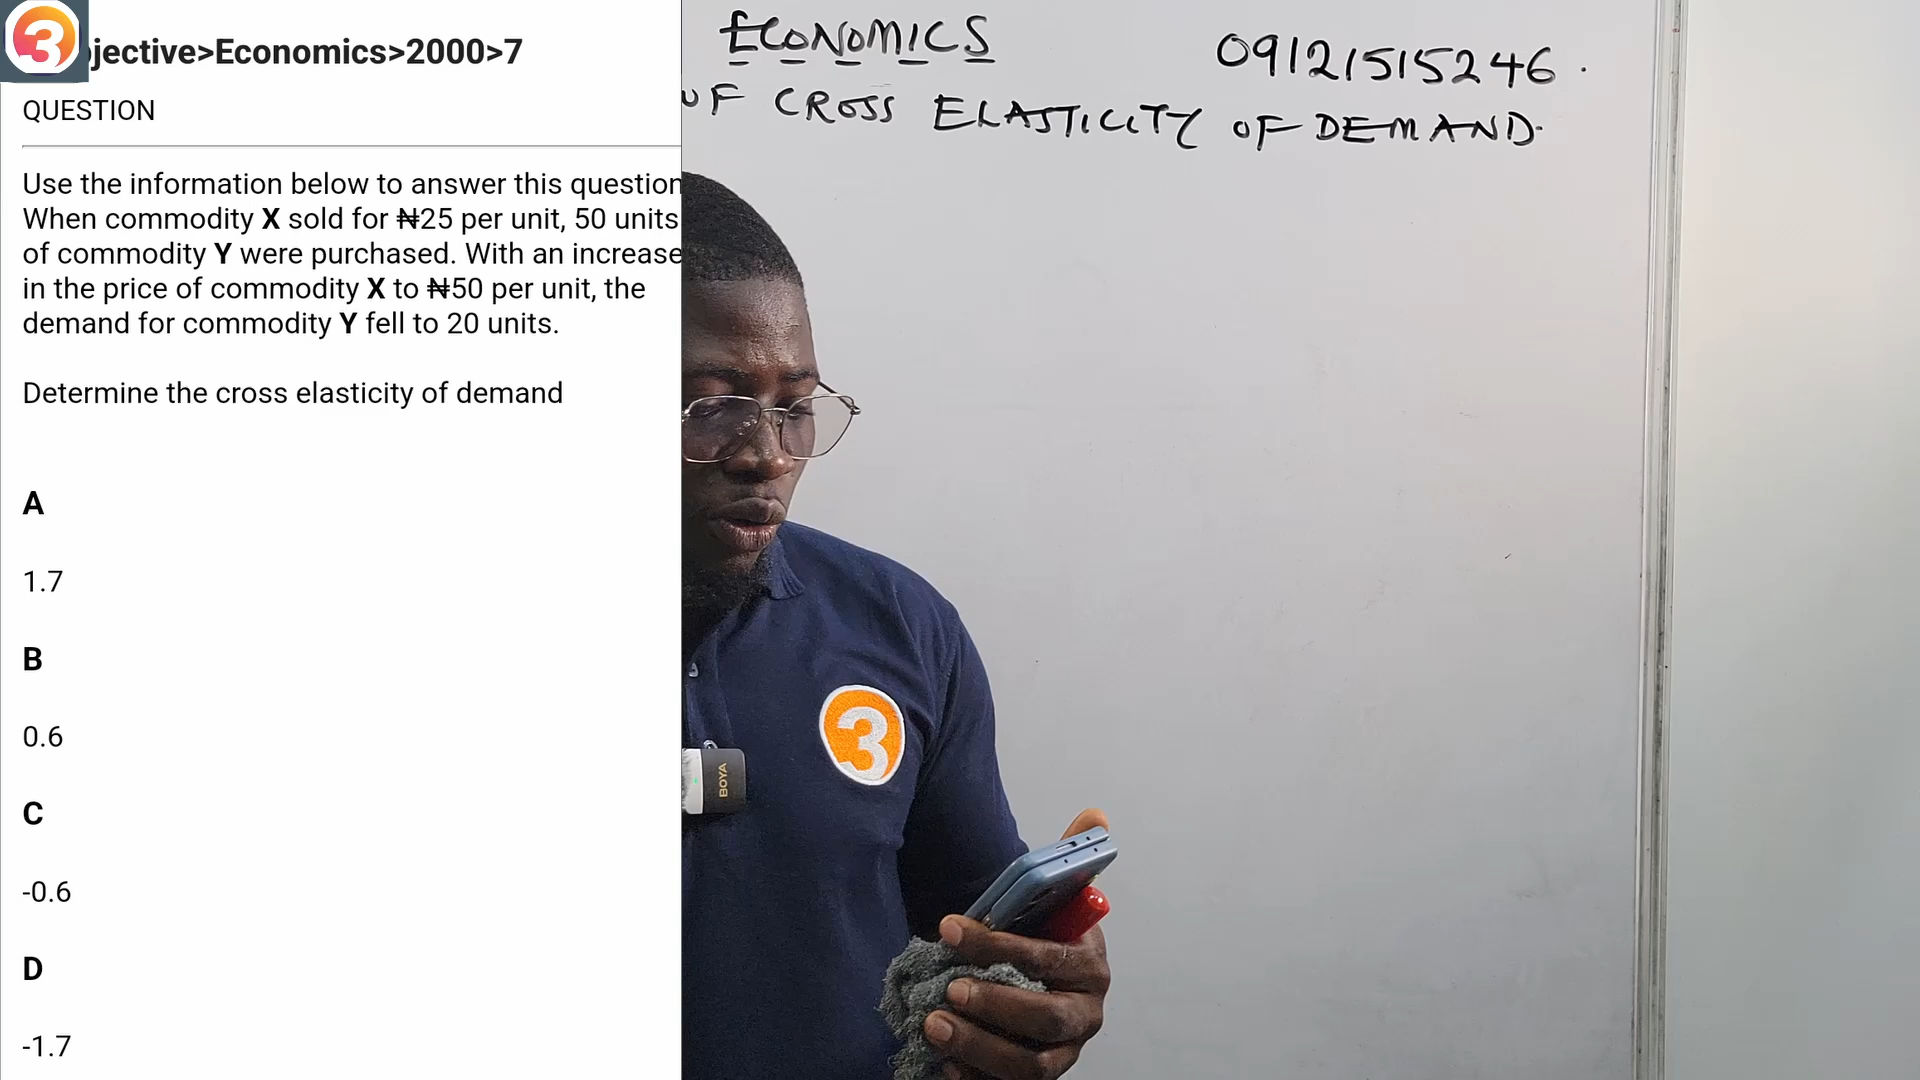 3
jective>Economics>2000>7
QUESTION
Use the information below to answer this question
When commodity X sold for ₦25 per unit, 50 units
of commodity Y were purchased. With an increase
in the price of commodity X to ₦50 per unit, the
demand for commodity Y fell to 20 units.
Determine the cross elasticity of demand
A
1.7
B
0.6
C
-0.6
D
-1.7
ECONOMICS
09121515246.
OF CROSS ELASTICITY OF DEMAND.
3
BOYA